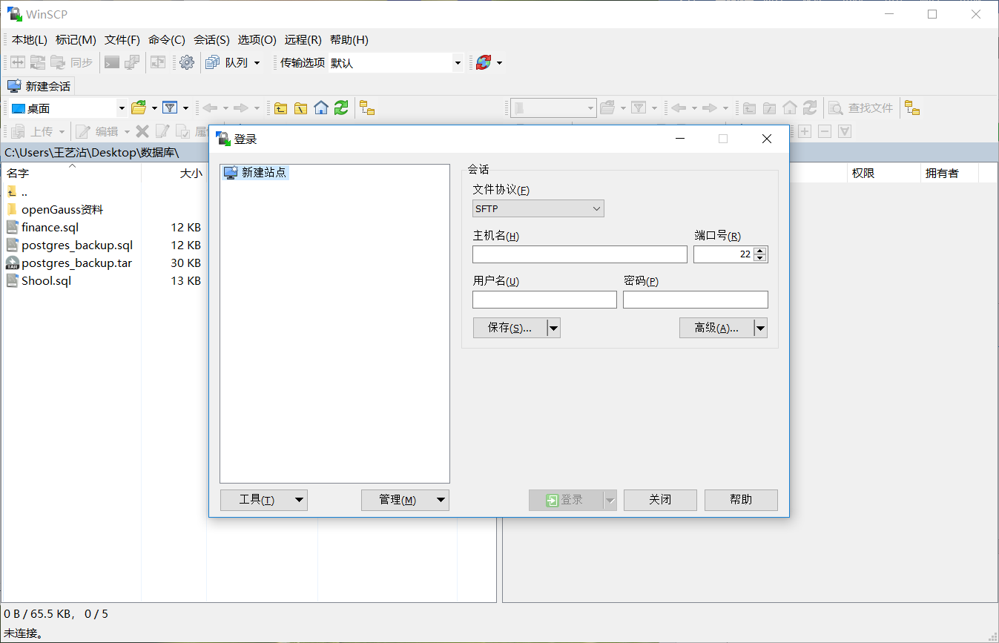 WinSCP
本地(L) 标记(M) 文件(F) 命令(C) 会话(S) 选项(O) 远程(R) 帮助(H)
同步 队列 传输选项 默认
新建会话
桌面 查找文件
上传 编辑
C:\Users\王艺沾\Desktop\数据库\
名字 大小 权限 拥有者
..
openGauss资料
finance.sql 12 KB
postgres_backup.sql 12 KB
TAR postgres_backup.tar 30 KB
Shool.sql 13 KB
登录
新建站点
会话
文件协议(F)
SFTP
主机名(H) 端口号(R)
22
用户名(U) 密码(P)
保存(S)... 高级(A)...
工具(T) 管理(M) 登录 关闭 帮助
0 B / 65.5 KB， 0 / 5
未连接。